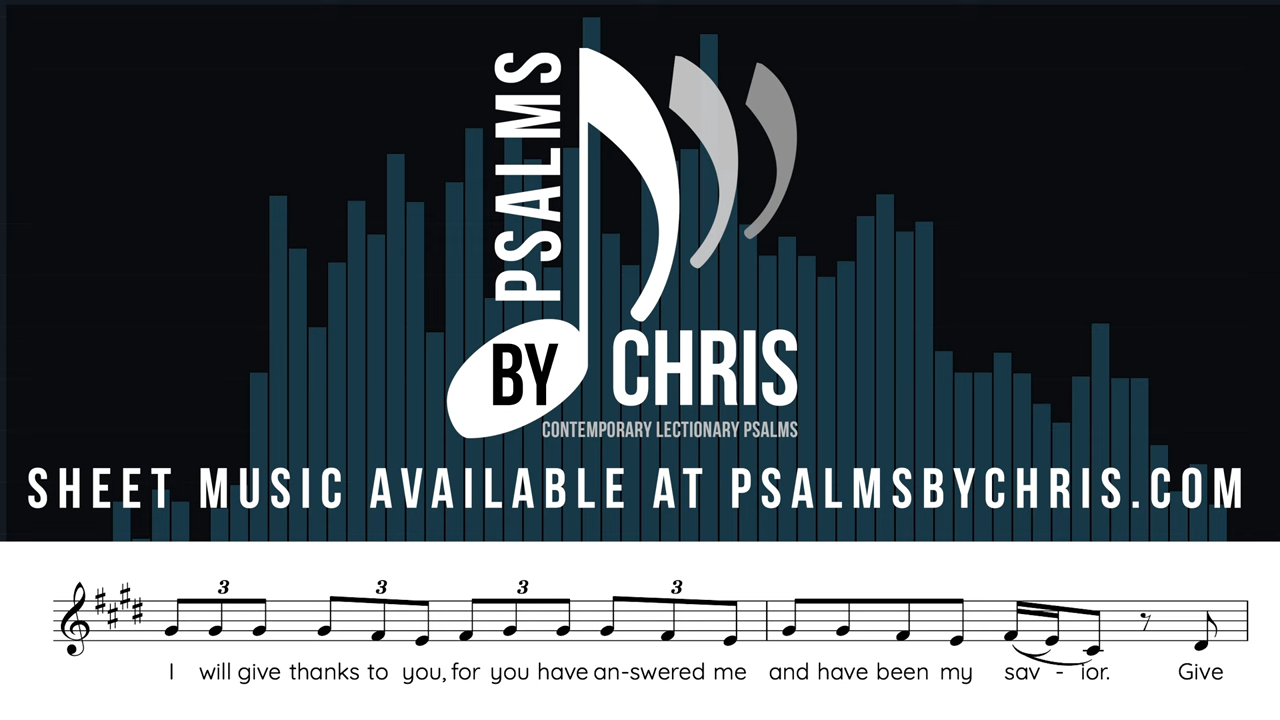 PSALMS
BY CHRIS
CONTEMPORARY LECTIONARY PSALMS
SHEET MUSIC AVAILABLE AT PSALMSBYCHRIS.COM
3 3 3 3
I will give thanks to you, for you have an-swered me and have been my sav - ior. Give